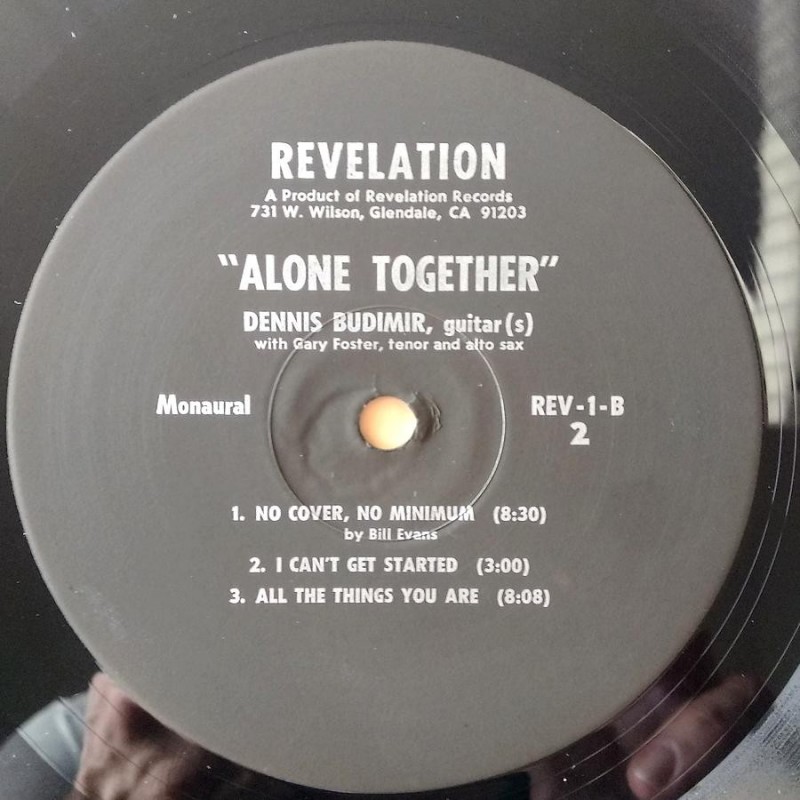 REVELATION
A Product of Revelation Records
731 W. Wilson, Glendale, CA 91203
"ALONE TOGETHER"
DENNIS BUDIMIR, guitar(s)
with Gary Foster, tenor and alto sax
Monaural
REV-1-B
2
1. NO COVER, NO MINIMUM (8:30)
by Bill Evans
2. I CAN'T GET STARTED (3:00)
3. ALL THE THINGS YOU ARE (8:08)